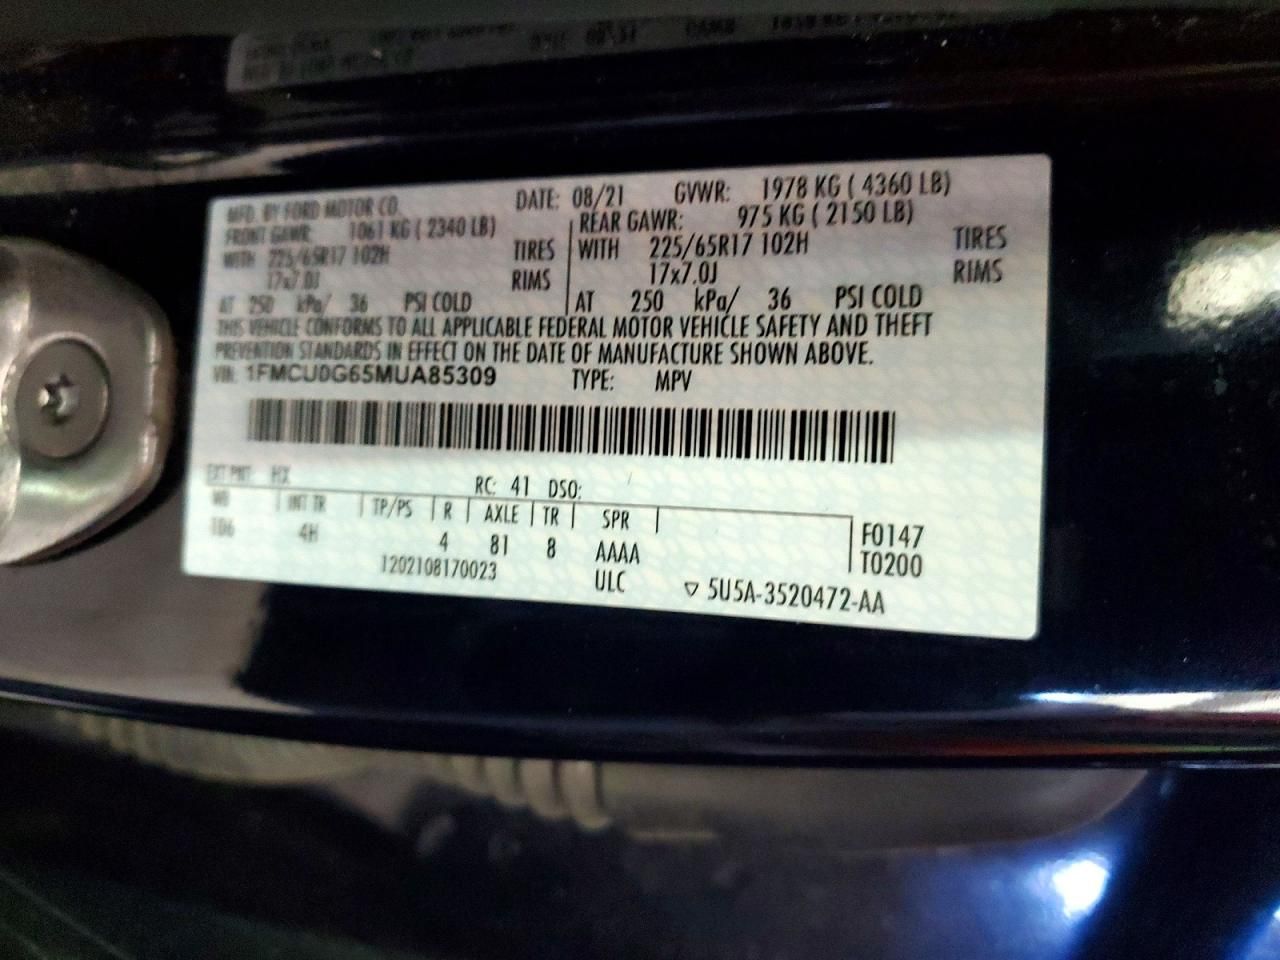 MFD. BY FORD MOTOR CO. DATE: 08/21 GVWR: 1978 KG ( 4360 LB)
FRONT GAWR: 1061 KG ( 2340 LB) REAR GAWR: 975 KG ( 2150 LB)
WITH 225/65R17 102H TIRES WITH 225/65R17 102H TIRES
17x7.0J RIMS 17x7.0J RIMS
AT 250 kPa/ 36 PSI COLD AT 250 kPa/ 36 PSI COLD
THIS VEHICLE CONFORMS TO ALL APPLICABLE FEDERAL MOTOR VEHICLE SAFETY AND THEFT
PREVENTION STANDARDS IN EFFECT ON THE DATE OF MANUFACTURE SHOWN ABOVE.
VIN: 1FMCU0G65MUA85309 TYPE: MPV
EXT PNT: HX RC: 41 DSO:
WB INT TR TP/PS R AXLE TR SPR F0147
106 4H 4 81 8 AAAA T0200
1202108170023 ULC ▽ 5U5A-3520472-AA